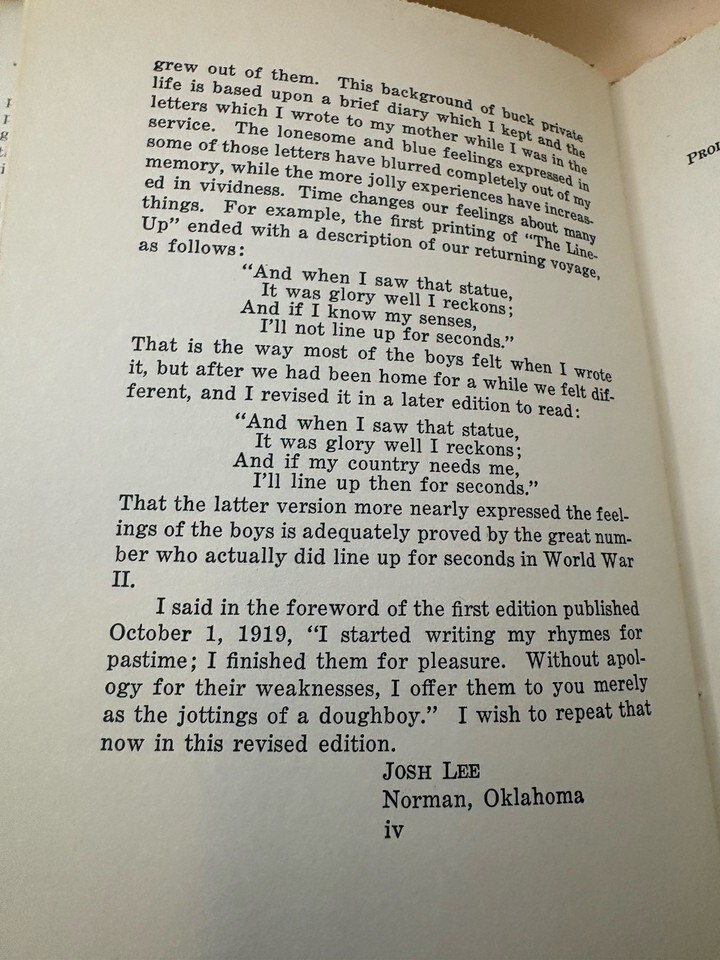 grew out of them. This background of buck private
life is based upon a brief diary which I kept and the
letters which I wrote to my mother while I was in the
service. The lonesome and blue feelings expressed in
some of those letters have blurred completely out of my
memory, while the more jolly experiences have increas-
ed in vividness. Time changes our feelings about many
things. For example, the first printing of "The Line-
Up" ended with a description of our returning voyage,
as follows:
"And when I saw that statue,
It was glory well I reckons;
And if I know my senses,
I'll not line up for seconds."
That is the way most of the boys felt when I wrote
it, but after we had been home for a while we felt dif-
ferent, and I revised it in a later edition to read:
"And when I saw that statue,
It was glory well I reckons;
And if my country needs me,
I'll line up then for seconds."
That the latter version more nearly expressed the feel-
ings of the boys is adequately proved by the great num-
ber who actually did line up for seconds in World War
II.
I said in the foreword of the first edition published
October 1, 1919, "I started writing my rhymes for
pastime; I finished them for pleasure. Without apol-
ogy for their weaknesses, I offer them to you merely
as the jottings of a doughboy." I wish to repeat that
now in this revised edition.
JOSH LEE
Norman, Oklahoma
iv